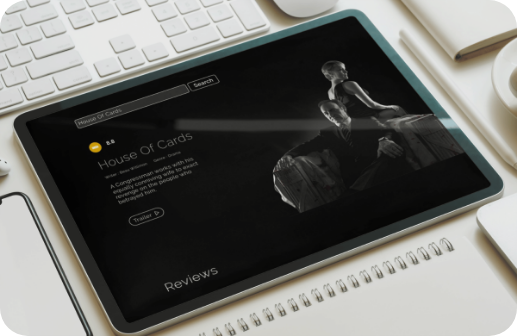 House Of Cards
Search
8.8
House Of Cards
A Congressman works with his
equally conniving wife to exact
revenge on the people who
betrayed him.
Trailer
Reviews